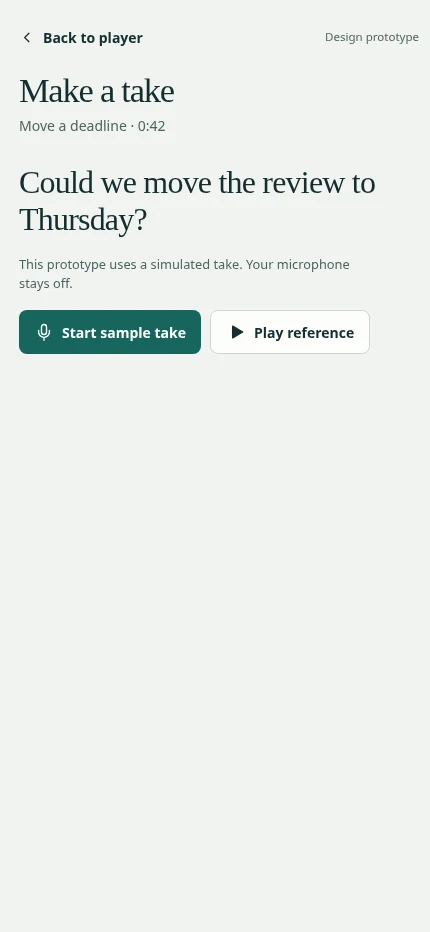 Back to player
Design prototype
Make a take
Move a deadline · 0:42
Could we move the review to
Thursday?
This prototype uses a simulated take. Your microphone
stays off.
Start sample take
Play reference